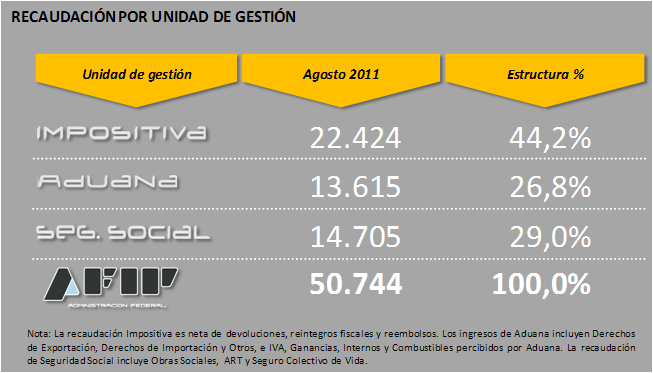 RECAUDACIÓN POR UNIDAD DE GESTIÓN
Unidad de gestión Agosto 2011 Estructura %
IMPOSITIVA 22.424 44,2%
ADUANA 13.615 26,8%
SEG. SOCIAL 14.705 29,0%
AFIP 50.744 100,0%
ADMINISTRACION FEDERAL
Nota: La recaudación Impositiva es neta de devoluciones, reintegros fiscales y reembolsos. Los ingresos de Aduana incluyen Derechos
de Exportación, Derechos de Importación y Otros, e IVA, Ganancias, Internos y Combustibles percibidos por Aduana. La recaudación
de Seguridad Social incluye Obras Sociales, ART y Seguro Colectivo de Vida.